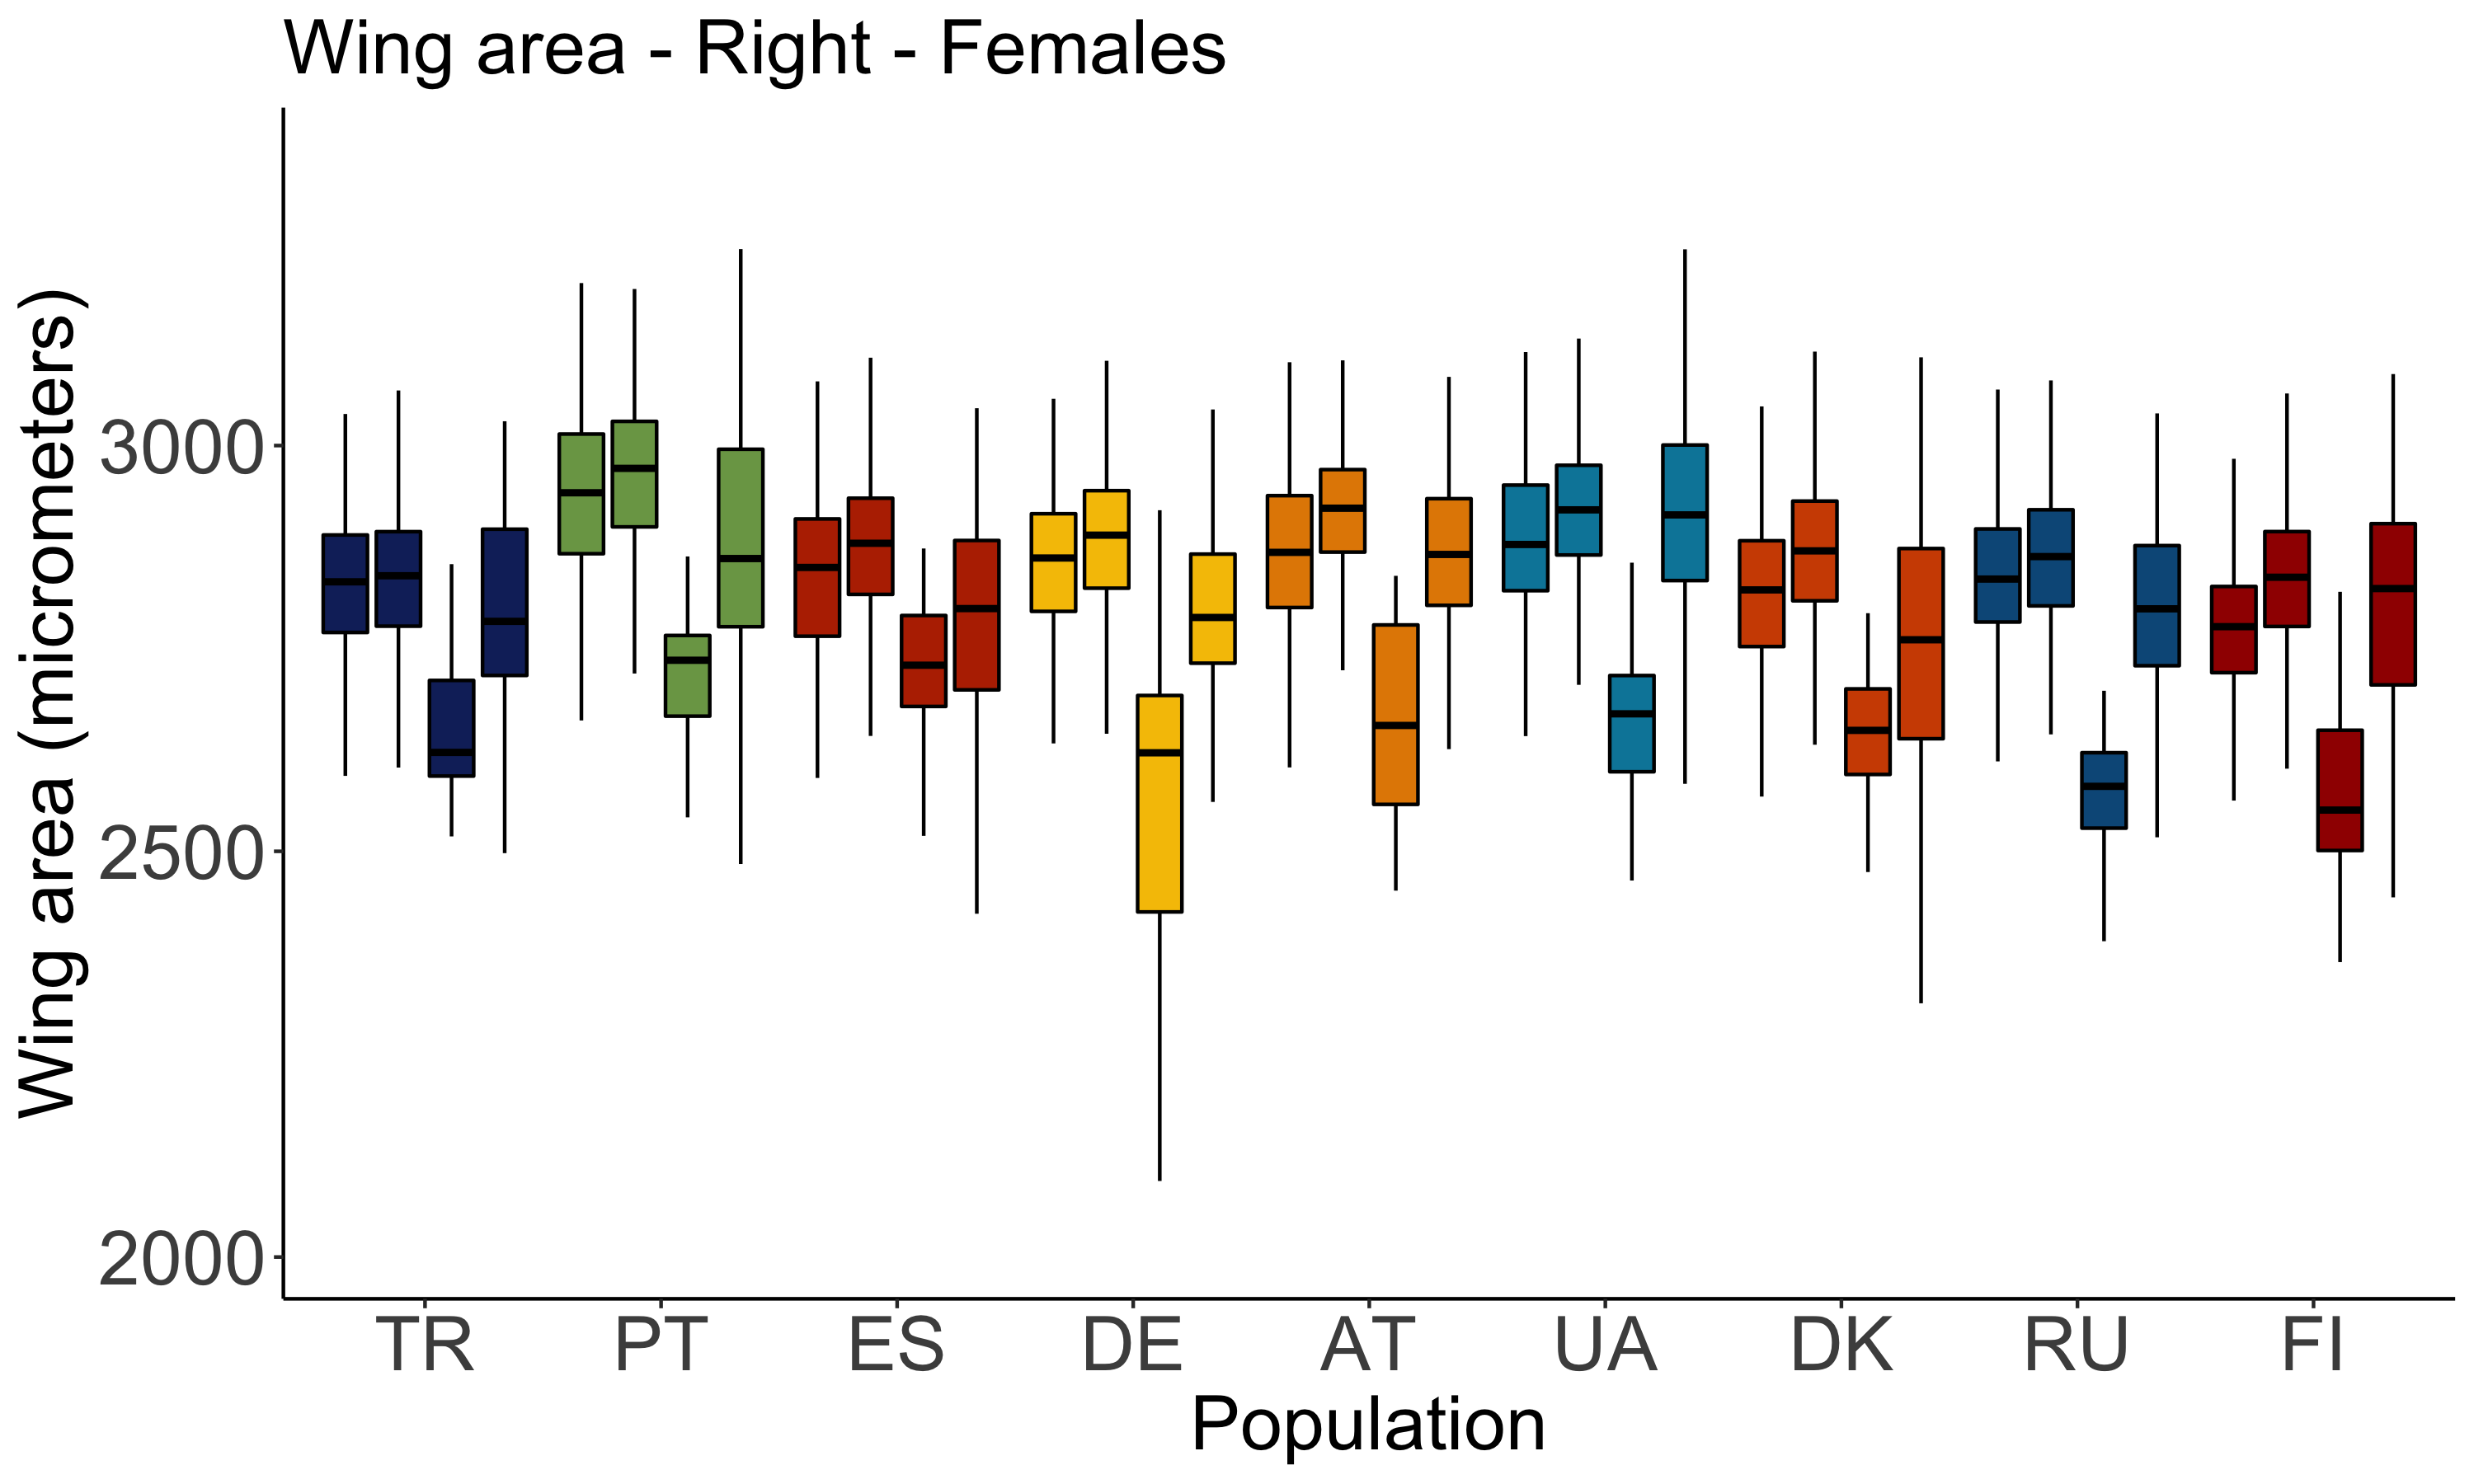 Wing area - Right - Females
Wing area (micrometers)
3000
2500
2000
TR PT ES DE AT UA DK RU FI
Population